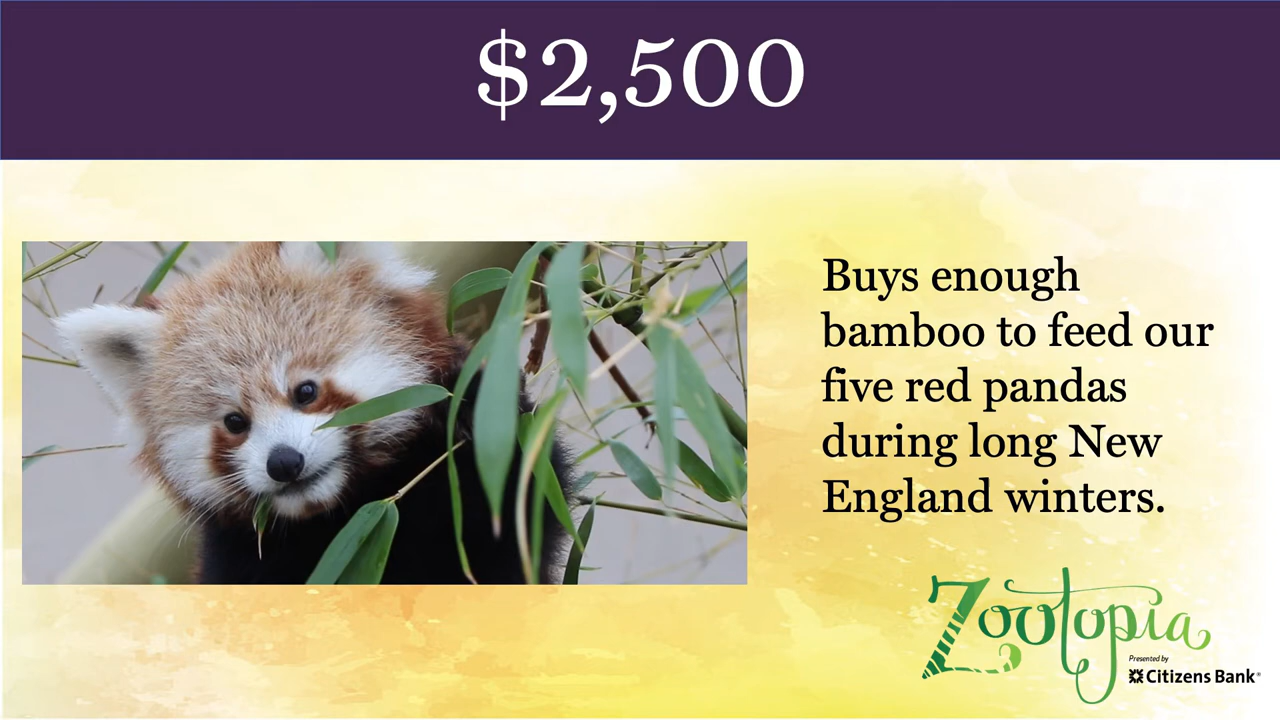 $2,500
Buys enough
bamboo to feed our
five red pandas
during long New
England winters.
Zootopia
Presented by
Citizens Bank®